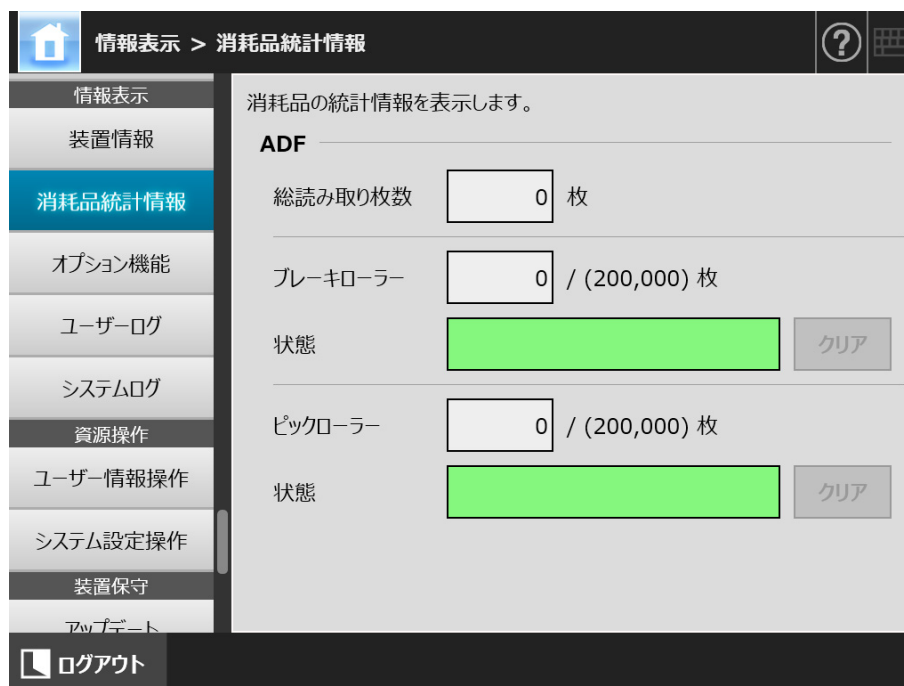 情報表示 > 消耗品統計情報
?
情報表示
装置情報
消耗品統計情報
オプション機能
ユーザーログ
システムログ
資源操作
ユーザー情報操作
システム設定操作
装置保守
アップデート
消耗品の統計情報を表示します。
ADF
総読み取り枚数 0 枚
ブレーキローラー 0 / (200,000) 枚
状態 クリア
ピックローラー 0 / (200,000) 枚
状態 クリア
ログアウト